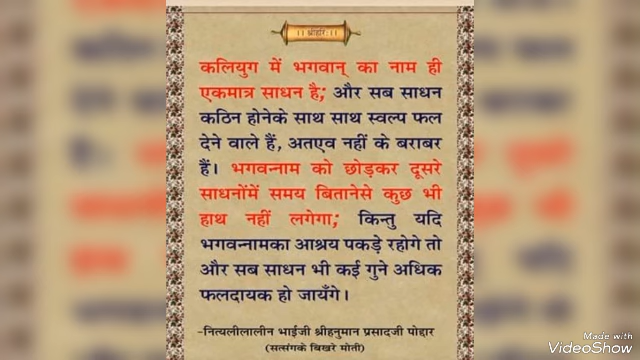 ।। श्रीहरिः ।।
कलियुग में भगवान् का नाम ही
एकमात्र साधन है; और सब साधन
कठिन होनेके साथ साथ स्वल्प फल
देने वाले हैं, अतएव नहीं के बराबर
हैं। भगवन्नाम को छोड़कर दूसरे
साधनोंमें समय बितानेसे कुछ भी
हाथ नहीं लगेगा; किन्तु यदि
भगवन्नामका आश्रय पकड़े रहोगे तो
और सब साधन भी कई गुने अधिक
फलदायक हो जायँगे।
-नित्यलीलालीन भाईजी श्रीहनुमान प्रसादजी पोद्दार
(सत्संगके बिखरे मोती)
Made with
VideoShow